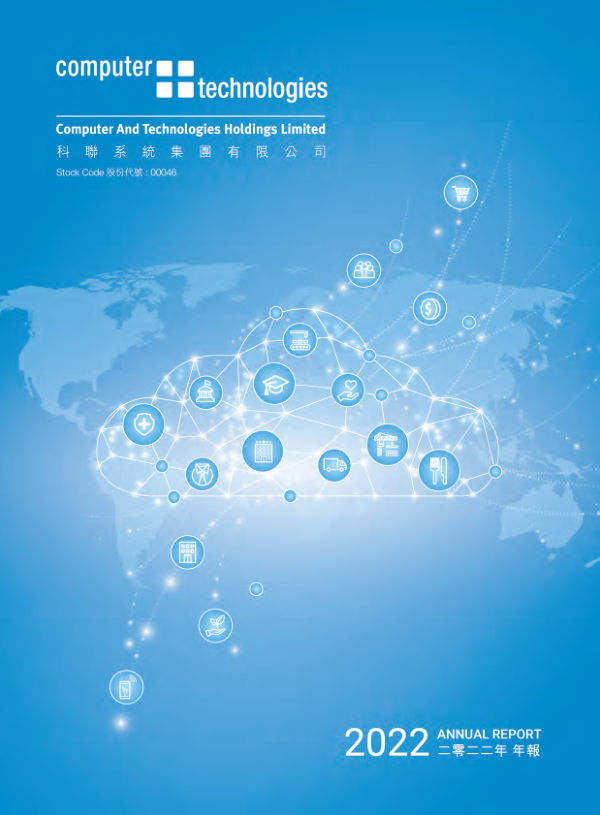 computer
technologies
Computer And Technologies Holdings Limited
科聯系統集團有限公司
Stock Code 股份代號 : 00046
2022 ANNUAL REPORT
二零二二年 年報